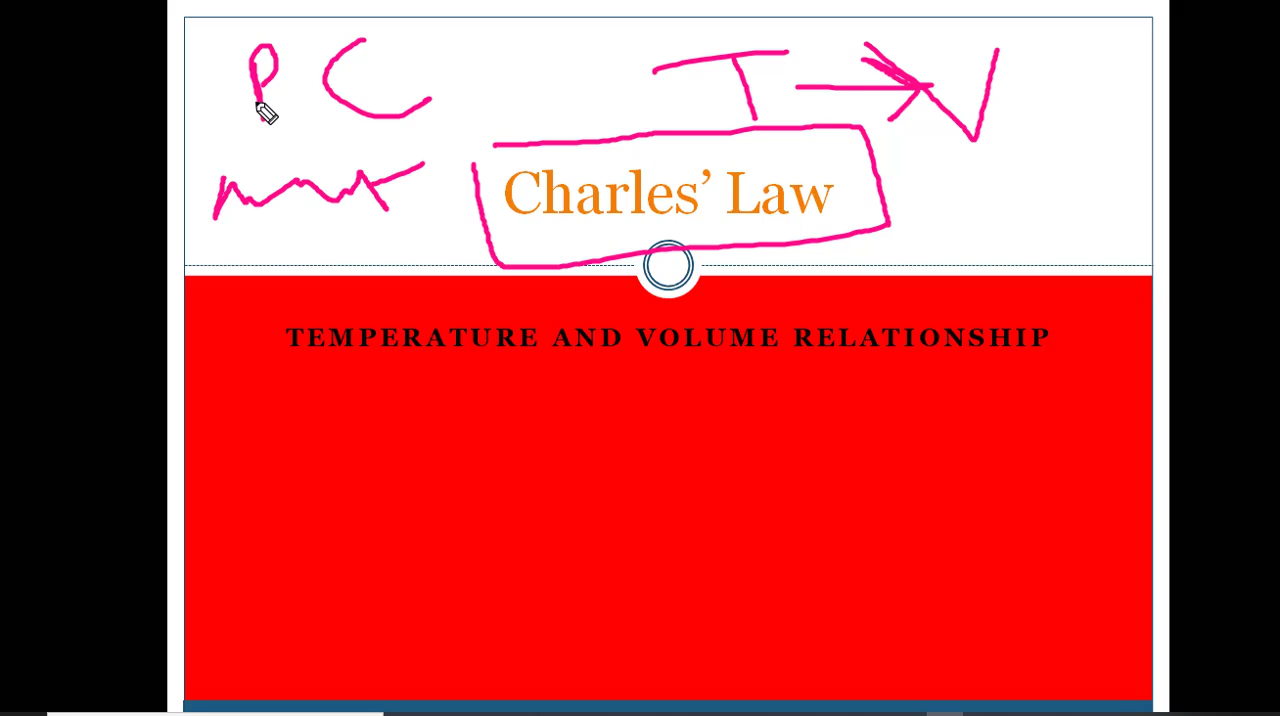 P C T → V
Charles’ Law
TEMPERATURE AND VOLUME RELATIONSHIP